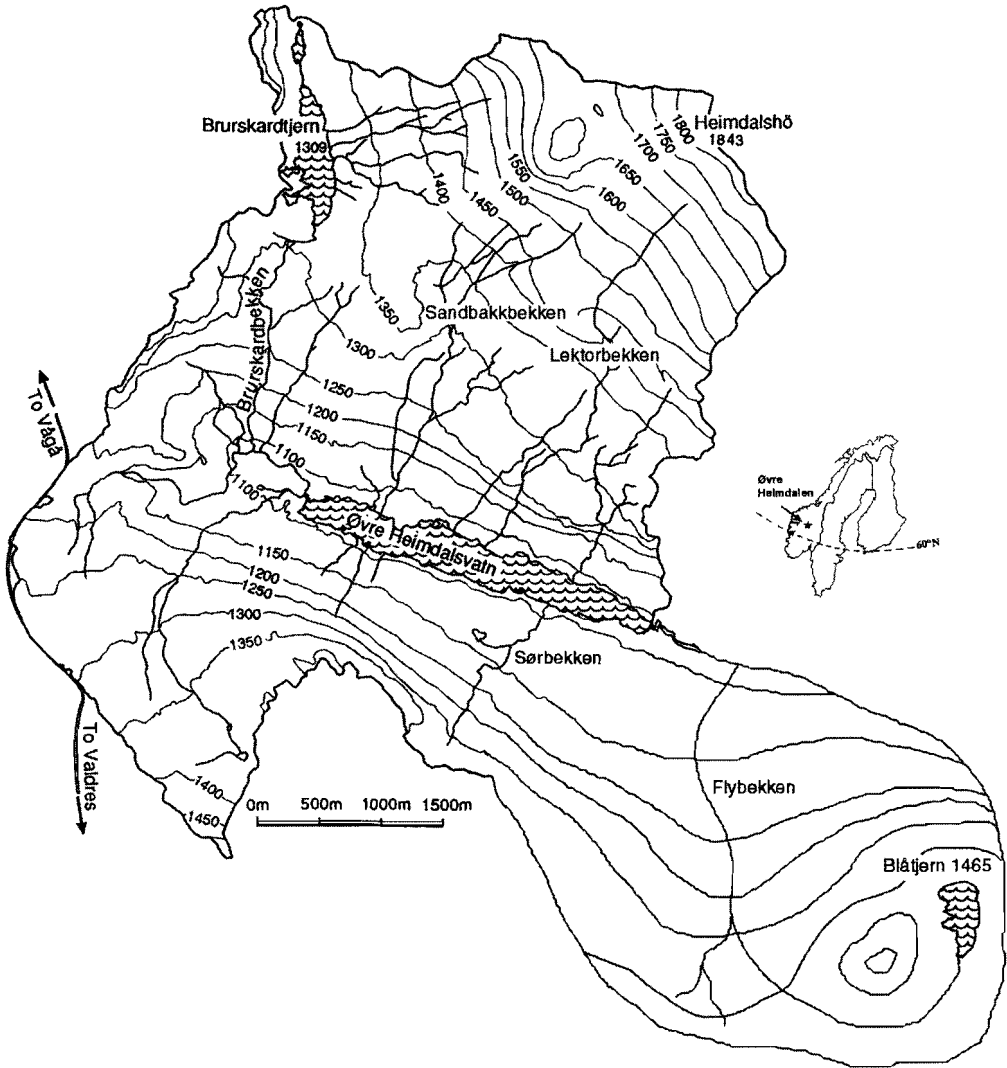 Brurskardtjern
1309
Heimdalshö
1843
1800
1750
1700
1650
1600
1550
1500
1450
1400
1350
1300
Sandbakkbekken
Lektorbekken
Brurskardbekken
1250
1200
1150
1100
To Vågå
1100
Øvre Heimdalsvatn
Øvre
Heimdalen
60°N
1150
1200
1250
1300
1350
Sørbekken
To Valdres
1400
1450
0m 500m 1000m 1500m
Flybekken
Blåtjern 1465